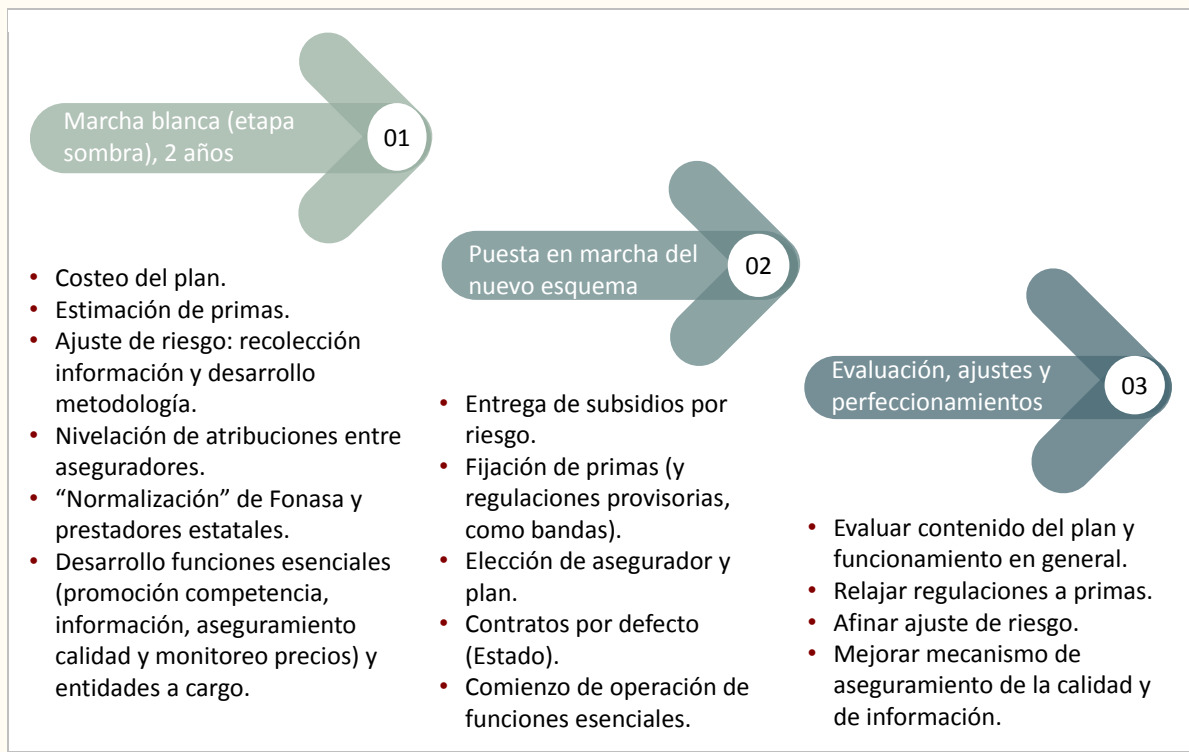 Marcha blanca (etapa
sombra), 2 años
01
• Costeo del plan.
• Estimación de primas.
• Ajuste de riesgo: recolección
información y desarrollo
metodología.
• Nivelación de atribuciones entre
aseguradores.
• “Normalización” de Fonasa y
prestadores estatales.
• Desarrollo funciones esenciales
(promoción competencia,
información, aseguramiento
calidad y monitoreo precios) y
entidades a cargo.
Puesta en marcha del
nuevo esquema
02
• Entrega de subsidios por
riesgo.
• Fijación de primas (y
regulaciones provisorias,
como bandas).
• Elección de asegurador y
plan.
• Contratos por defecto
(Estado).
• Comienzo de operación de
funciones esenciales.
Evaluación, ajustes y
perfeccionamientos
03
• Evaluar contenido del plan y
funcionamiento en general.
• Relajar regulaciones a primas.
• Afinar ajuste de riesgo.
• Mejorar mecanismo de
aseguramiento de la calidad y
de información.